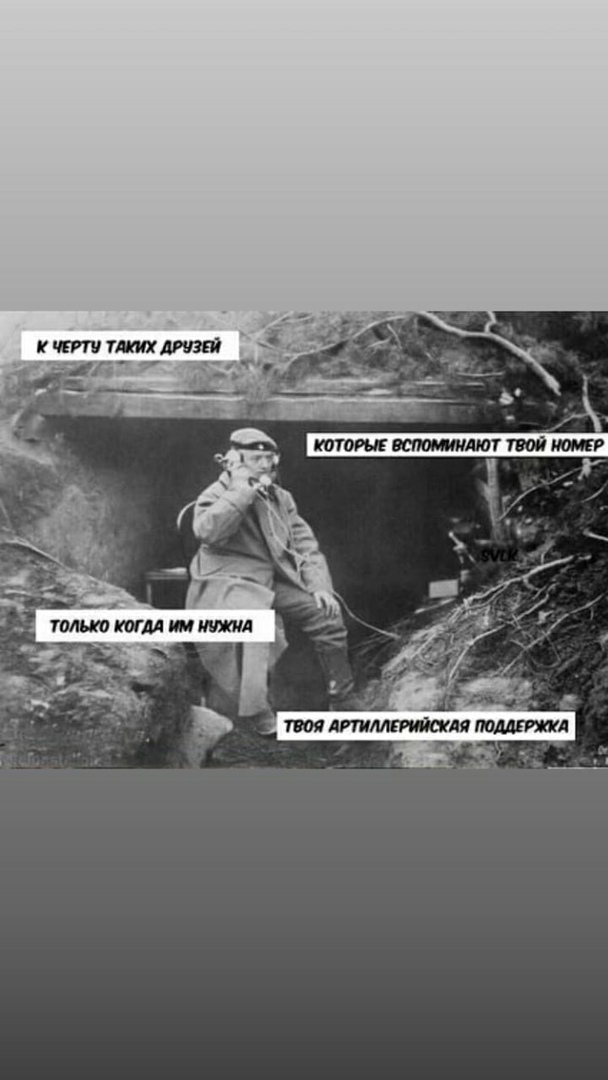 К ЧЕРТУ ТАКИХ ДРУЗЕЙ
КОТОРЫЕ ВСПОМИНАЮТ ТВОЙ НОМЕР
SVLK
ТОЛЬКО КОГДА ИМ НУЖНА
ТВОЯ АРТИЛЛЕРИЙСКАЯ ПОДДЕРЖКА